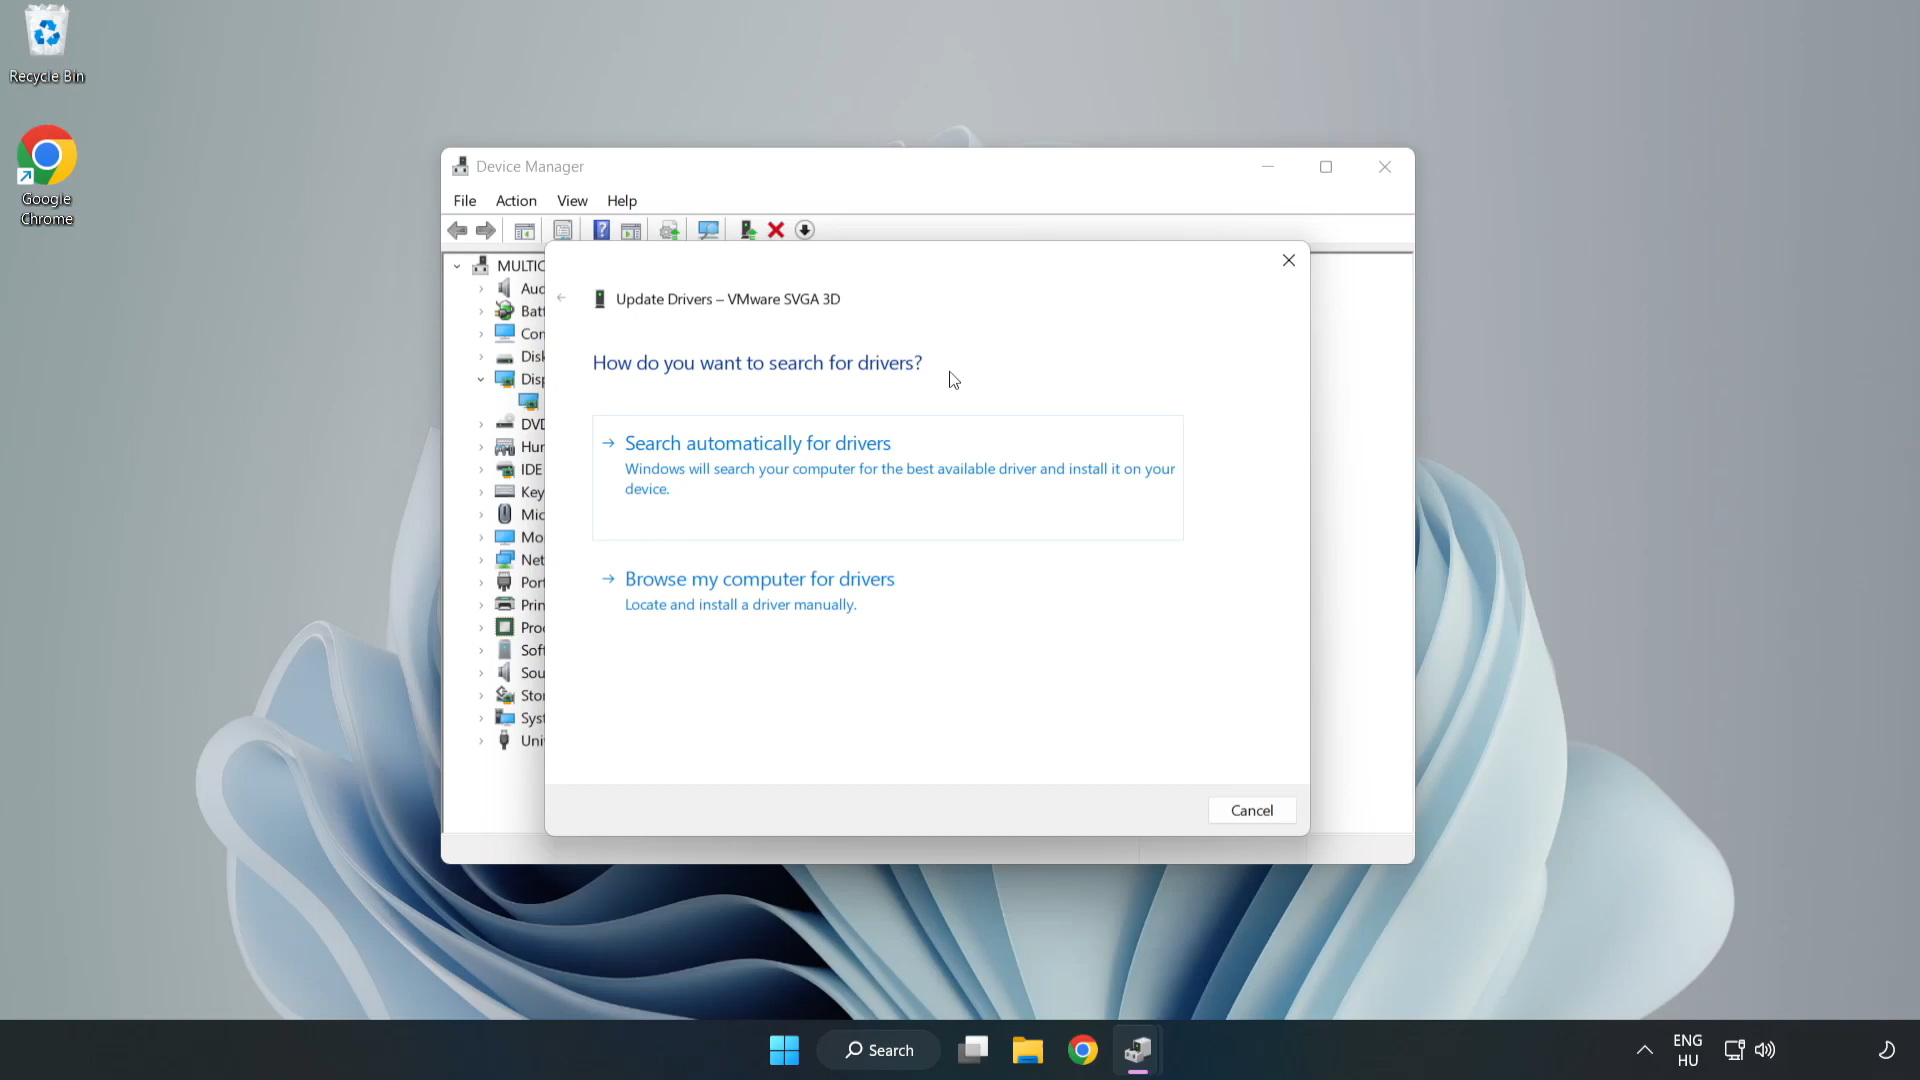 Recycle Bin
Google
Chrome
Device Manager
File Action View Help
Update Drivers – VMware SVGA 3D
How do you want to search for drivers?
Search automatically for drivers
Windows will search your computer for the best available driver and install it on your
device.
Browse my computer for drivers
Locate and install a driver manually.
Cancel
MULTIC
Aud
Batt
Con
Disk
Disp
DVD
Hur
IDE
Key
Mic
Mo
Net
Port
Prin
Proc
Soft
Sou
Stor
Syst
Uni
Search
ENG
HU